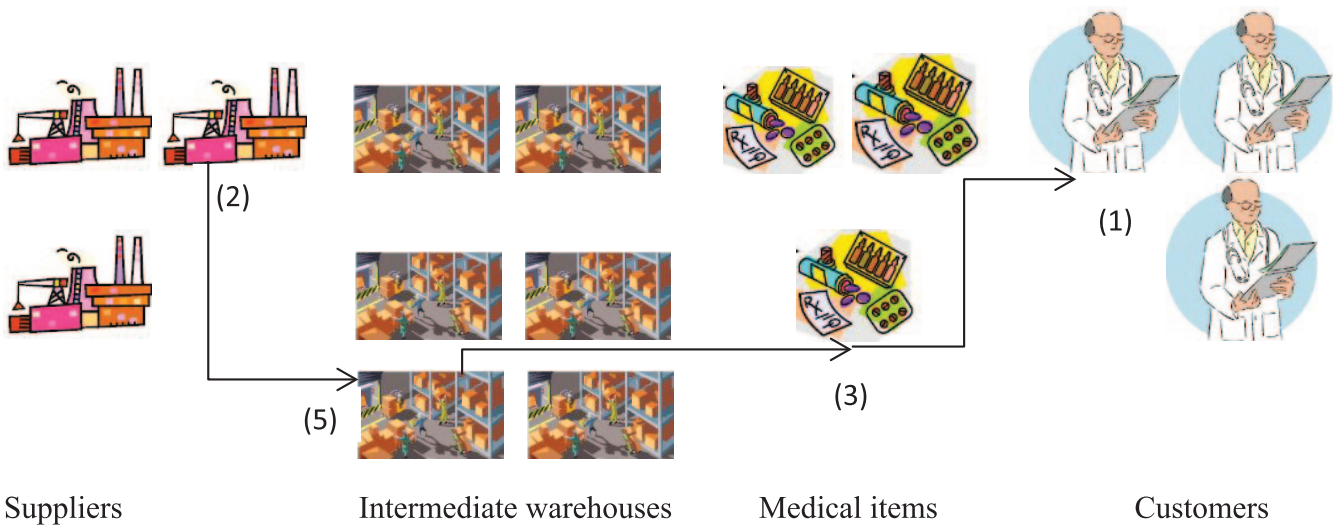 (2)
(1)
(5)
(3)
Suppliers
Intermediate warehouses
Medical items
Customers